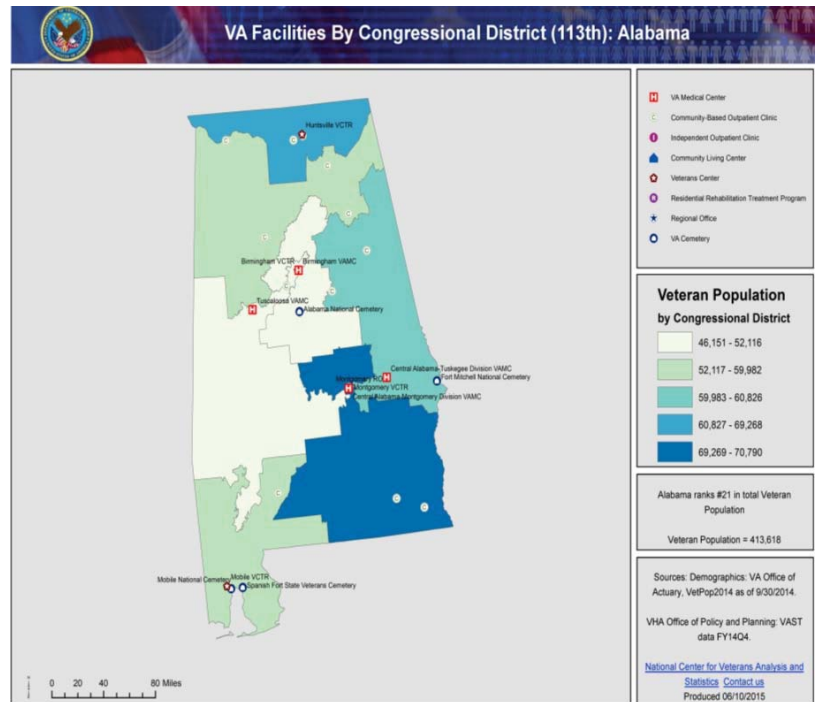 VA Facilities By Congressional District (113th): Alabama
Huntsville VCTR
Birmingham VCTR
Birmingham VAMC
Tuscaloosa VAMC
Alabama National Cemetery
Central Alabama-Tuskegee Division VAMC
Fort Mitchell National Cemetery
Montgomery RO
Montgomery VCTR
Central Alabama Montgomery Division VAMC
Mobile National Cemetery
Mobile VCTR
Spanish Fort State Veterans Cemetery
0 20 40 80 Miles
H VA Medical Center
C Community-Based Outpatient Clinic
I Independent Outpatient Clinic
Community Living Center
Veterans Center
R Residential Rehabilitation Treatment Program
Regional Office
VA Cemetery
Veteran Population
by Congressional District
46,151 - 52,116
52,117 - 59,982
59,983 - 60,826
60,827 - 69,268
69,269 - 70,790
Alabama ranks #21 in total Veteran
Population
Veteran Population = 413,618
Sources: Demographics: VA Office of
Actuary, VetPop2014 as of 9/30/2014.
VHA Office of Policy and Planning: VAST
data FY14Q4.
National Center for Veterans Analysis and
Statistics Contact us
Produced 06/10/2015